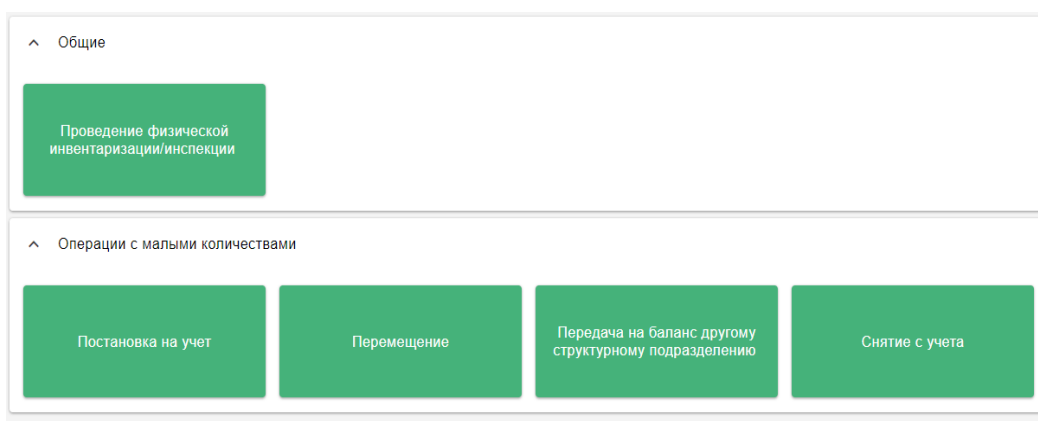 Общие
Проведение физической
инвентаризации/инспекции
Операции с малыми количествами
Постановка на учет
Перемещение
Передача на баланс другому
структурному подразделению
Снятие с учета